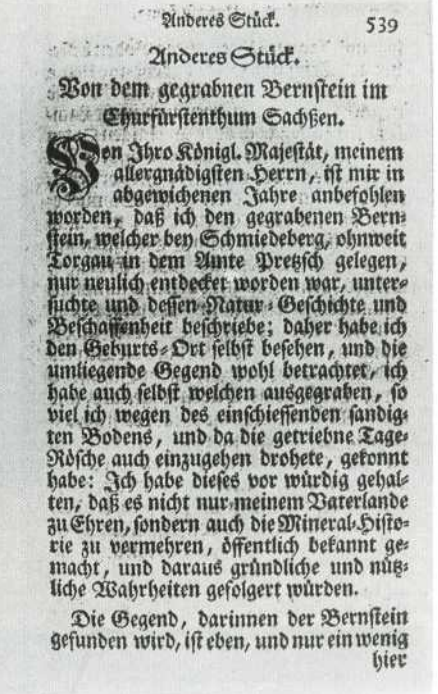 Anderes Stück. 539
Anderes Stück.
Von dem gegrabnen Bernstein im
Churfürstenthum Sachßen.
Von Ihro Königl. Majestät, meinem
allergnädigsten Herrn, ist mir in
abgewichenen Jahre anbefohlen
worden, daß ich den gegrabenen Bern-
stein, welcher bey Schmiedeberg, ohnweit
Torgau in dem Amte Pretzsch gelegen,
nur neulich entdecket worden war, unter-
suchte und dessen Natur-Geschichte und
Beschaffenheit beschriebe; daher habe ich
den Geburts-Ort selbst besehen, und die
umliegende Gegend wohl betrachtet, ich
habe auch selbst welchen ausgegraben, so
viel ich wegen des einschiessenden sandig-
ten Bodens, und da die getriebne Tage-
Rösche auch einzugehen drohete, gekonnt
habe: Ich habe dieses vor würdig gehal-
ten, daß es nicht nur meinem Vaterlande
zu Ehren, sondern auch die Mineral-Histo-
rie zu vermehren, öffentlich bekannt ge-
macht, und daraus gründliche und nütz-
liche Wahrheiten gefolgert würden.
Die Gegend, darinnen der Bernstein
gefunden wird, ist eben, und nur ein wenig
hier